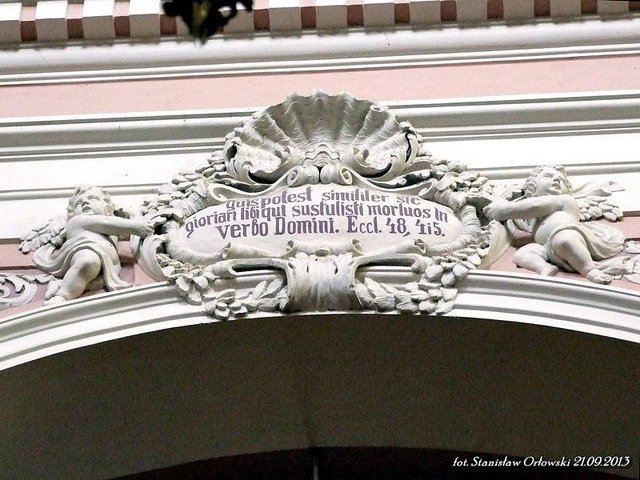 quis potest similiter sic
gloriari tibi qui sustulisti mortuos in
verbo Domini. Eccl. 48, 4 i 5.
fot. Stanisław Orłowski 21.09.2013